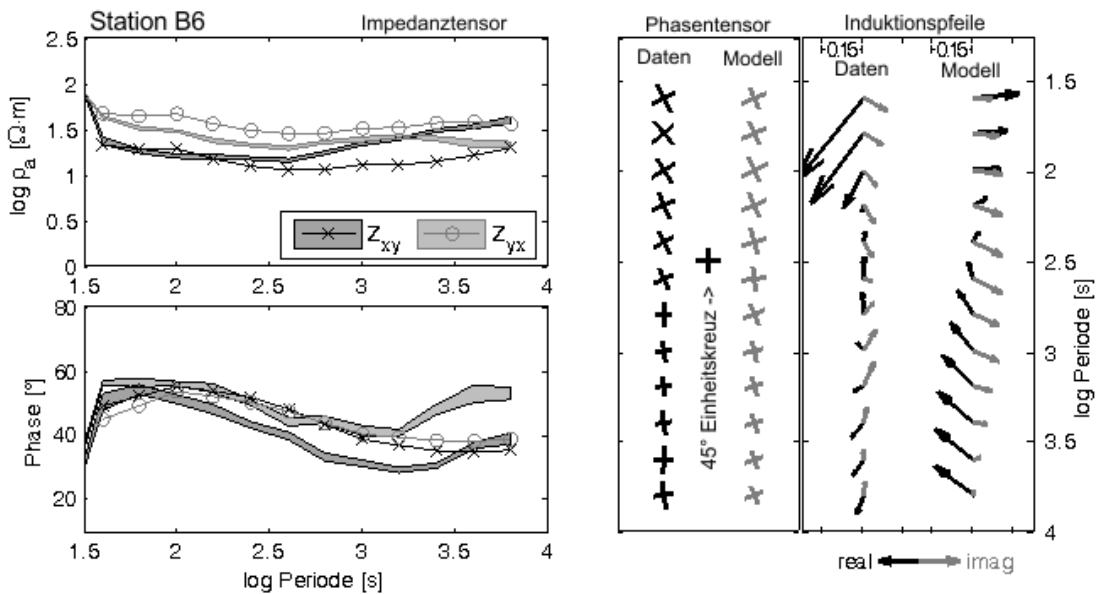 Station B6
Impedanztensor
Phasentensor
Induktionspfeile
2.5
2
1.5
1
0.5
0
log ρa [Ω·m]
1.5
2
2.5
3
3.5
4
Zxy
Zyx
80
60
40
20
Phase [°]
1.5
2
2.5
3
3.5
4
log Periode [s]
Daten
Modell
45° Einheitskreuz ->
0.15
0.15
Daten
Modell
1.5
2
2.5
3
3.5
4
log Periode [s]
real
imag